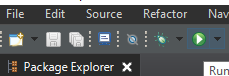 File Edit Source Refactor Nav
Package Explorer
Run